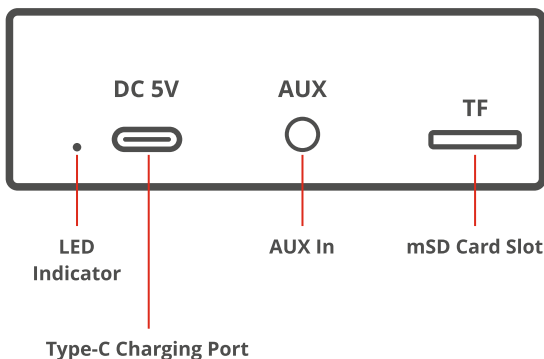 DC 5V
AUX
TF
LED
Indicator
AUX In
mSD Card Slot
Type-C Charging Port